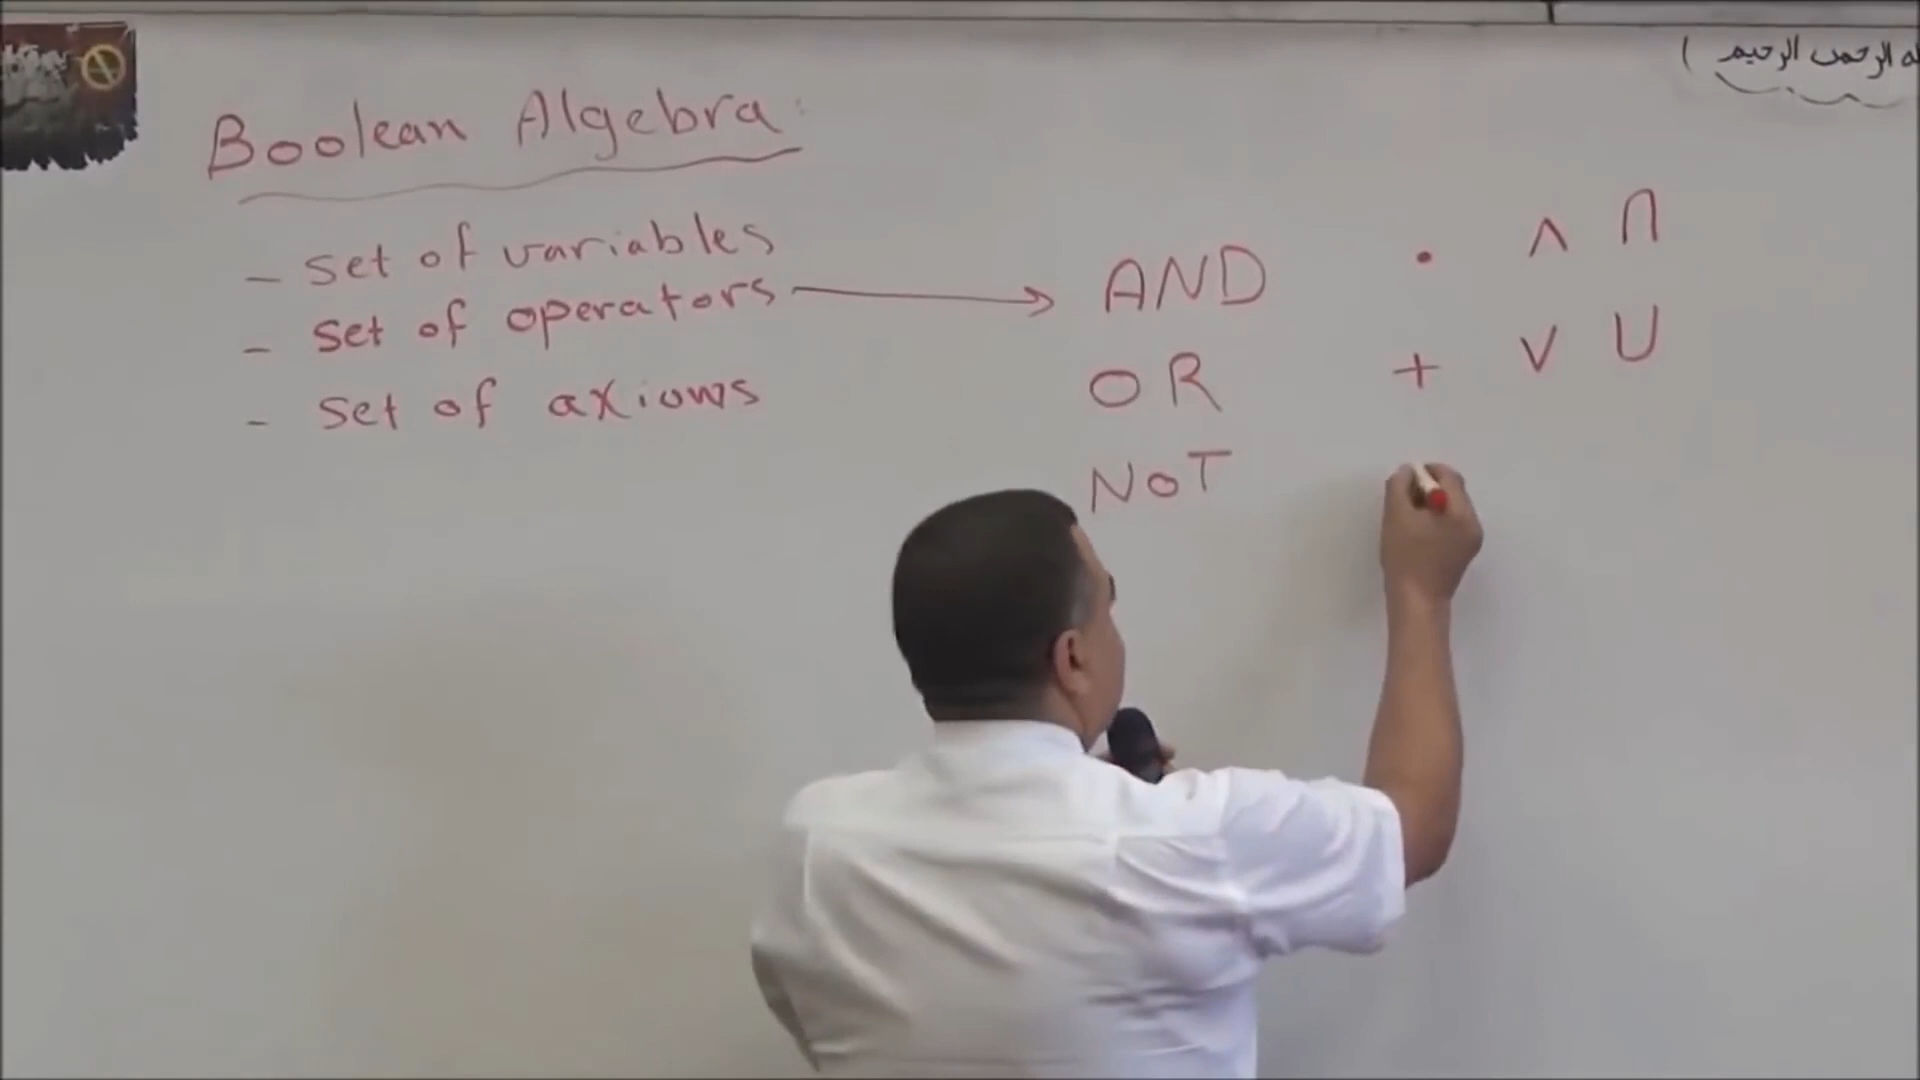 الرحمن الرحيم )
Boolean Algebra:
- set of variables
- set of operators → AND . ∧ ∩
OR + ∨ ∪
- set of axioms
NOT